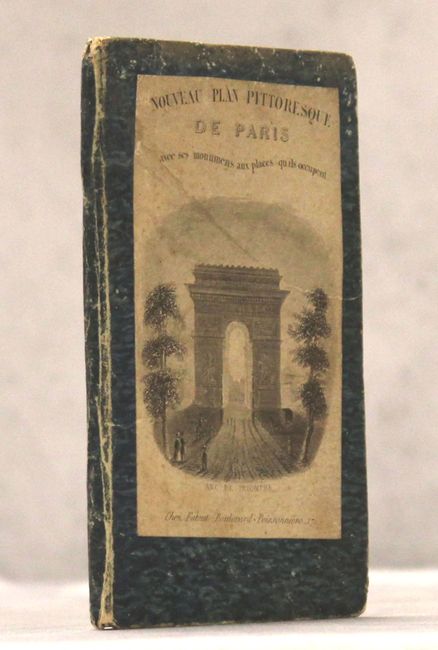 NOUVEAU PLAN PITTORESQUE
DE PARIS
avec ses monumens aux places qu'ils occupent
ARC DE TRIOMPHE
Chez Fatout Boulevard Poissonnière, 17